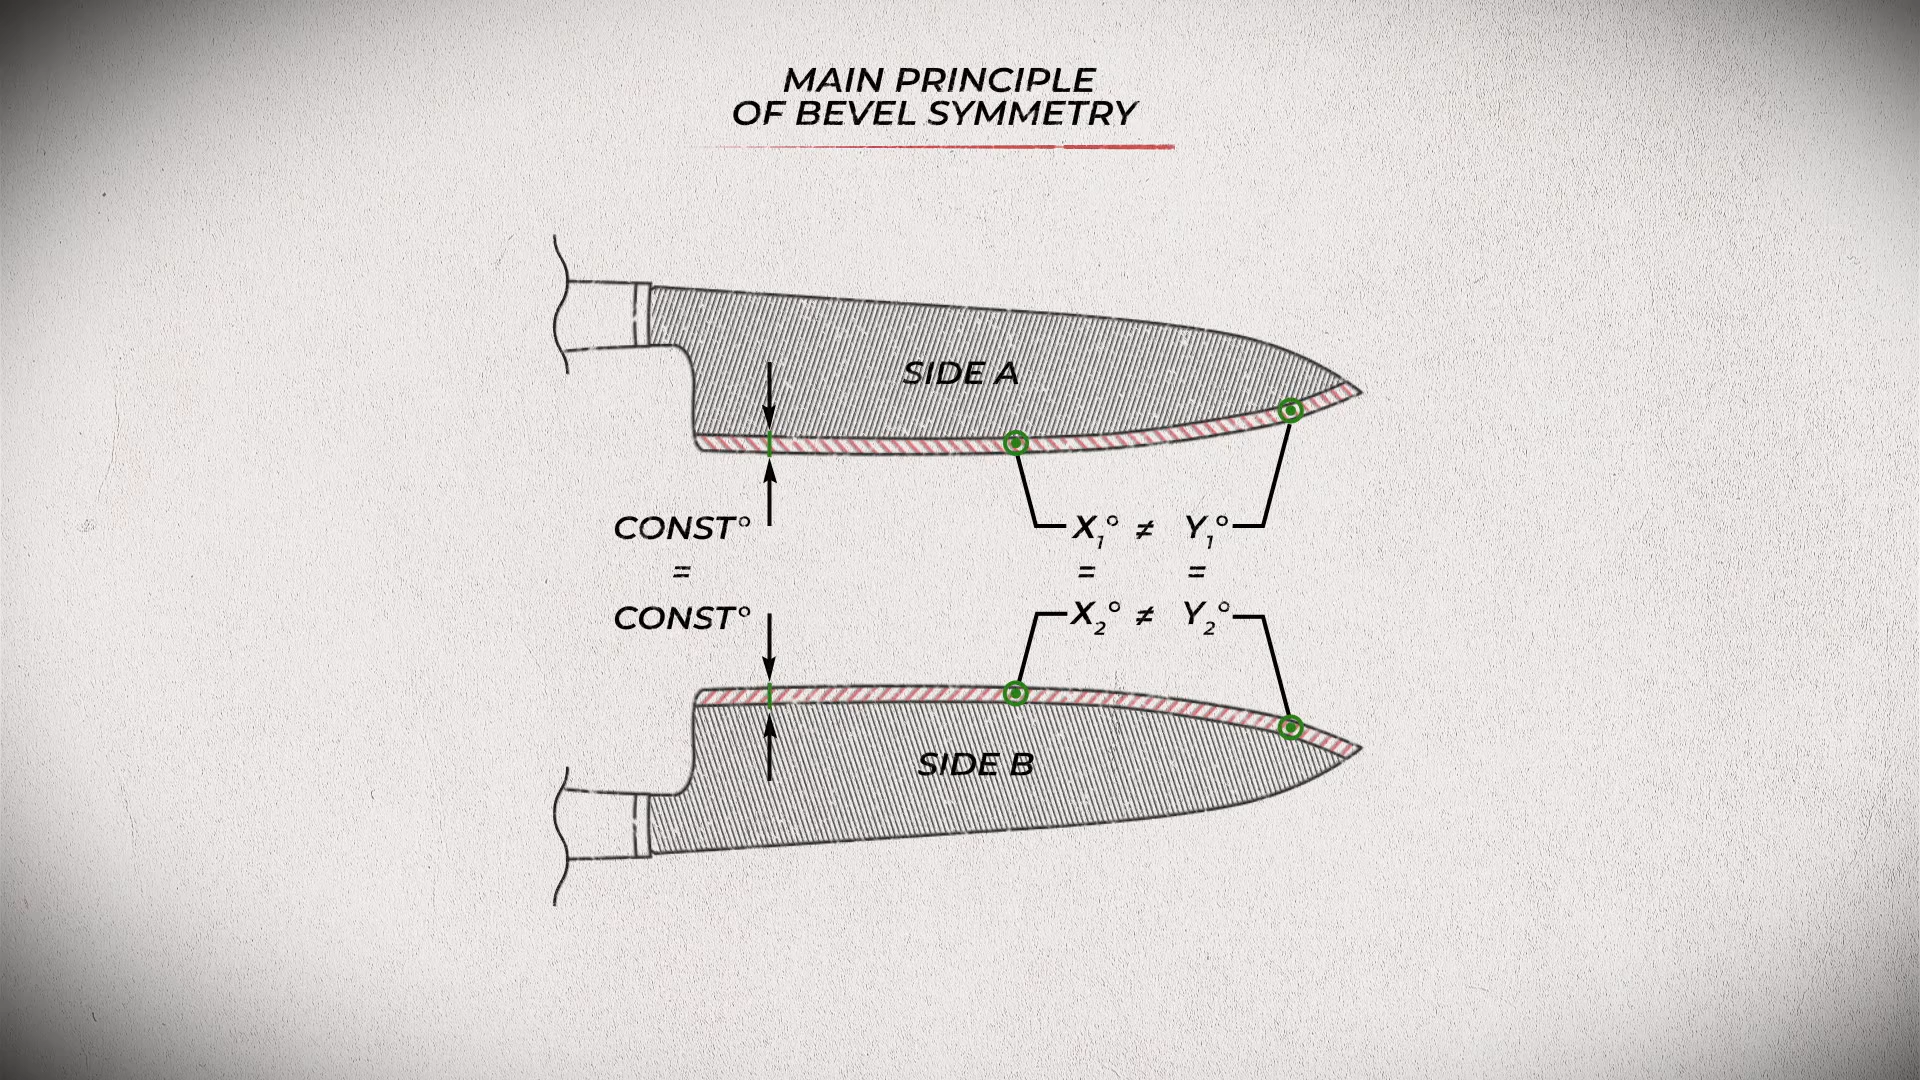 MAIN PRINCIPLE
OF BEVEL SYMMETRY
SIDE A
CONST° X₁° ≠ Y₁°
= = =
CONST° X₂° ≠ Y₂°
SIDE B